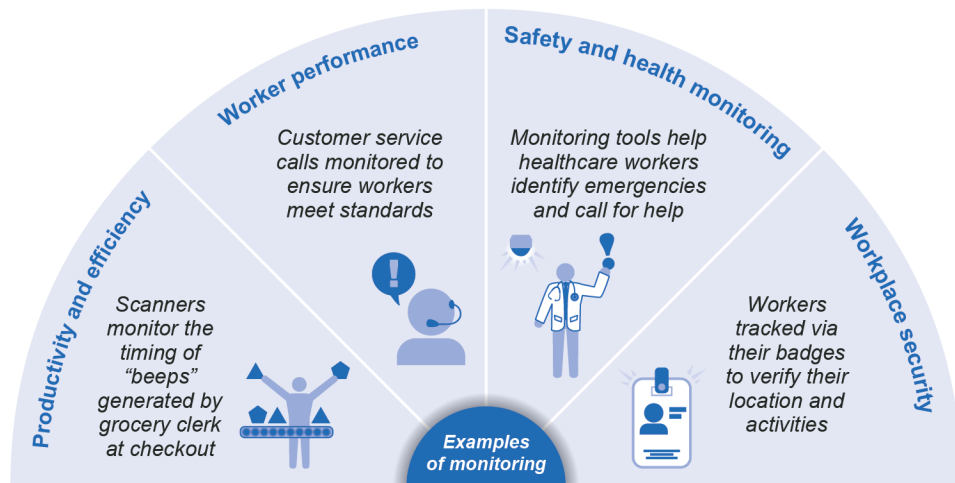 Productivity and efficiency
Scanners
monitor the
timing of
“beeps”
generated by
grocery clerk
at checkout
Worker performance
Customer service
calls monitored to
ensure workers
meet standards
!
Safety and health monitoring
Monitoring tools help
healthcare workers
identify emergencies
and call for help
Workplace security
Workers
tracked via
their badges
to verify their
location and
activities
Examples
of monitoring